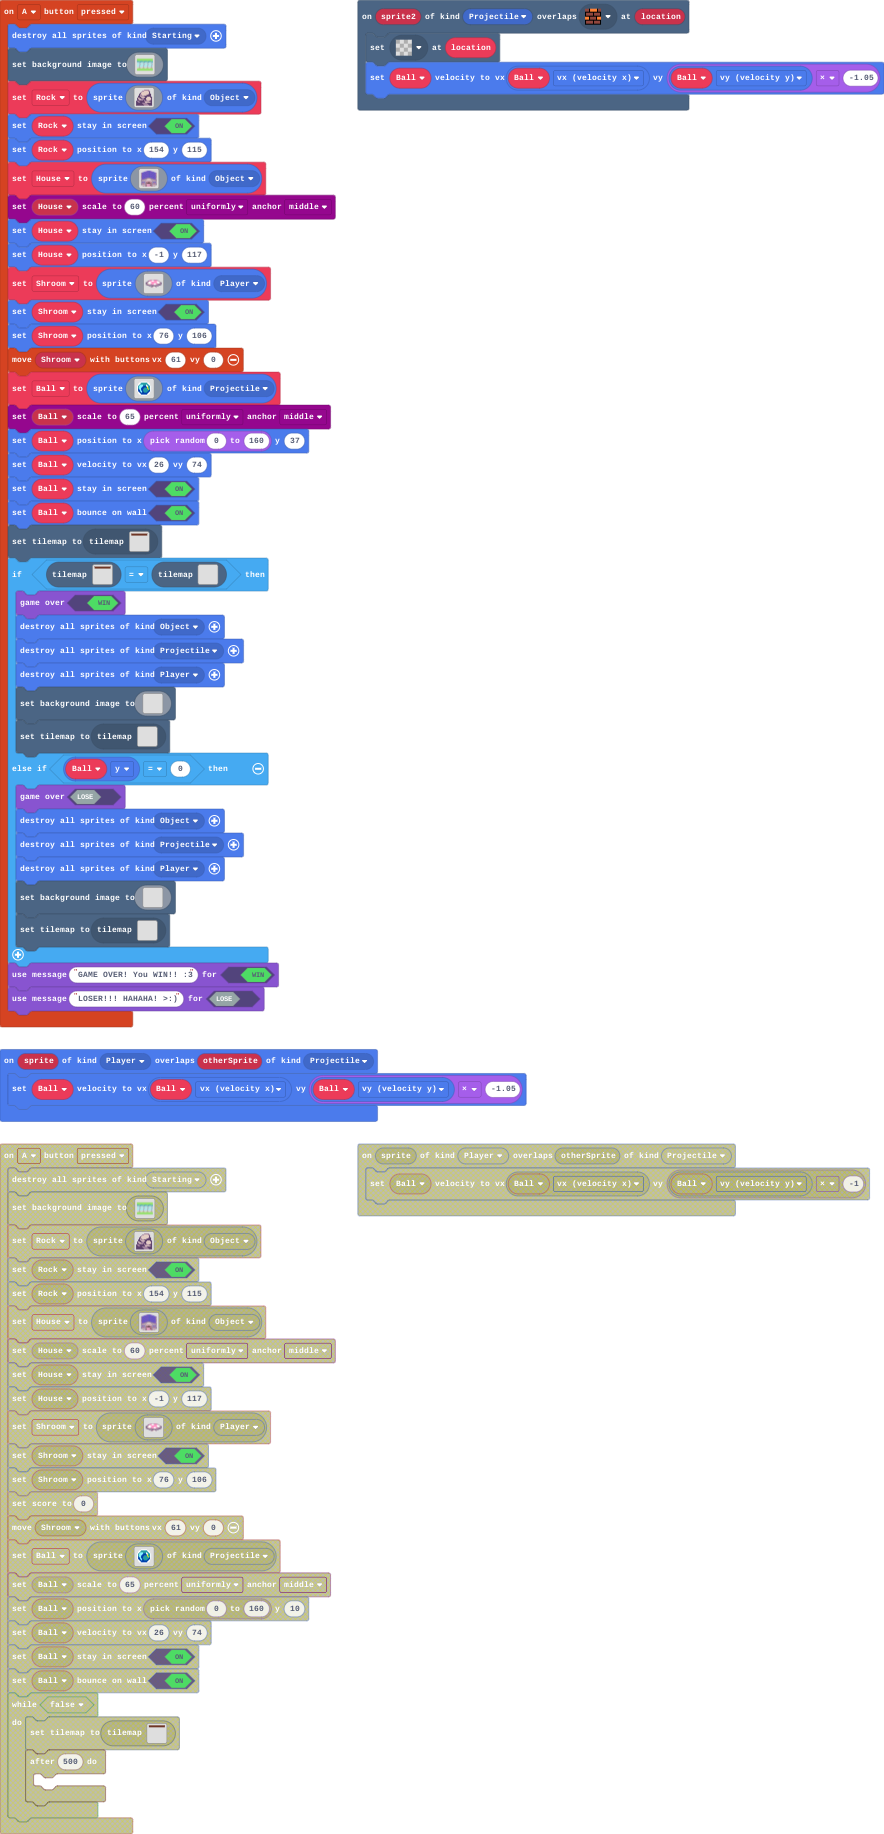 on A button pressed
destroy all sprites of kind Starting
set background image to
set Rock to sprite of kind Object
set Rock stay in screen ON
set Rock position to x 154 y 115
set House to sprite of kind Object
set House scale to 60 percent uniformly anchor middle
set House stay in screen ON
set House position to x -1 y 117
set Shroom to sprite of kind Player
set Shroom stay in screen ON
set Shroom position to x 76 y 106
move Shroom with buttons vx 61 vy 0
set Ball to sprite of kind Projectile
set Ball scale to 65 percent uniformly anchor middle
set Ball position to x pick random 0 to 160 y 37
set Ball velocity to vx 26 vy 74
set Ball stay in screen ON
set Ball bounce on wall ON
set tilemap to tilemap
if tilemap = tilemap then
game over WIN
destroy all sprites of kind Object
destroy all sprites of kind Projectile
destroy all sprites of kind Player
set background image to
set tilemap to tilemap
else if Ball y = 0 then
game over LOSE
destroy all sprites of kind Object
destroy all sprites of kind Projectile
destroy all sprites of kind Player
set background image to
set tilemap to tilemap
use message "GAME OVER! You WIN!! :3" for WIN
use message "LOSER!!! HAHAHA! >:)" for LOSE
on sprite2 of kind Projectile overlaps at location
set at location
set Ball velocity to vx Ball vx (velocity x) vy Ball vy (velocity y) × -1.05
on sprite of kind Player overlaps otherSprite of kind Projectile
set Ball velocity to vx Ball vx (velocity x) vy Ball vy (velocity y) × -1.05
on A button pressed
destroy all sprites of kind Starting
set background image to
set Rock to sprite of kind Object
set Rock stay in screen ON
set Rock position to x 154 y 115
set House to sprite of kind Object
set House scale to 60 percent uniformly anchor middle
set House stay in screen ON
set House position to x -1 y 117
set Shroom to sprite of kind Player
set Shroom stay in screen ON
set Shroom position to x 76 y 106
set score to 0
move Shroom with buttons vx 61 vy 0
set Ball to sprite of kind Projectile
set Ball scale to 65 percent uniformly anchor middle
set Ball position to x pick random 0 to 160 y 10
set Ball velocity to vx 26 vy 74
set Ball stay in screen ON
set Ball bounce on wall ON
while false
do
set tilemap to tilemap
after 500 do
on sprite of kind Player overlaps otherSprite of kind Projectile
set Ball velocity to vx Ball vx (velocity x) vy Ball vy (velocity y) × -1